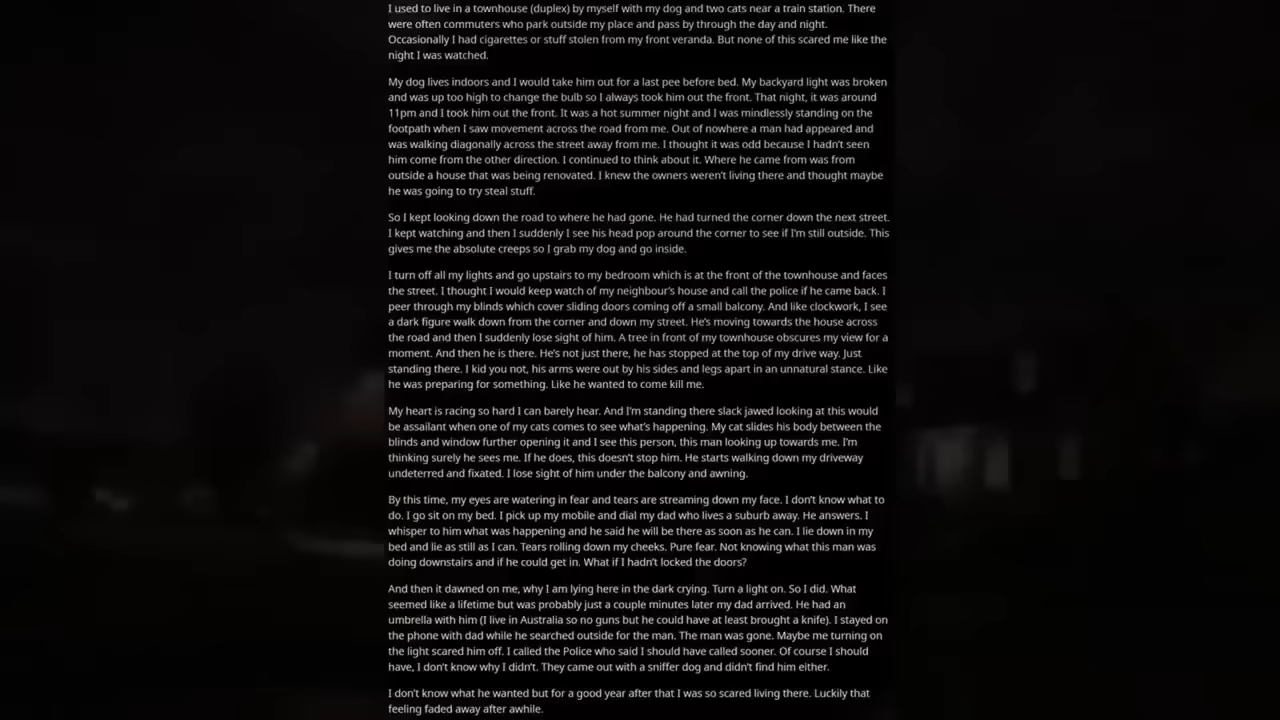 I used to live in a townhouse (duplex) by myself with my dog and two cats near a train station. There
were often commuters who park outside my place and pass by through the day and night.
Occasionally I had cigarettes or stuff stolen from my front veranda. But none of this scared me like the
night I was watched.
My dog lives indoors and I would take him out for a last pee before bed. My backyard light was broken
and was up too high to change the bulb so I always took him out the front. That night, it was around
11pm and I took him out the front. It was a hot summer night and I was mindlessly standing on the
footpath when I saw movement across the road from me. Out of nowhere a man had appeared and
was walking diagonally across the street away from me. I thought it was odd because I hadn't seen
him come from the other direction. I continued to think about it. Where he came from was from
outside a house that was being renovated. I knew the owners weren't living there and thought maybe
he was going to try steal stuff.
So I kept looking down the road to where he had gone. He had turned the corner down the next street.
I kept watching and then I suddenly I see his head pop around the corner to see if I'm still outside. This
gives me the absolute creeps so I grab my dog and go inside.
I turn off all my lights and go upstairs to my bedroom which is at the front of the townhouse and faces
the street. I thought I would keep watch of my neighbour's house and call the police if he came back. I
peer through my blinds which cover sliding doors coming off a small balcony. And like clockwork, I see
a dark figure walk down from the corner and down my street. He's moving towards the house across
the road and then I suddenly lose sight of him. A tree in front of my townhouse obscures my view for a
moment. And then he is there. He's not just there, he has stopped at the top of my drive way. Just
standing there. I kid you not, his arms were out by his sides and legs apart in an unnatural stance. Like
he was preparing for something. Like he wanted to come kill me.
My heart is racing so hard I can barely hear. And I'm standing there slack jawed looking at this would
be assailant when one of my cats comes to see what's happening. My cat slides his body between the
blinds and window further opening it and I see this person, this man looking up towards me. I'm
thinking surely he sees me. If he does, this doesn't stop him. He starts walking down my driveway
undeterred and fixated. I lose sight of him under the balcony and awning.
By this time, my eyes are watering in fear and tears are streaming down my face. I don't know what to
do. I go sit on my bed. I pick up my mobile and dial my dad who lives a suburb away. He answers. I
whisper to him what was happening and he said he will be there as soon as he can. I lie down in my
bed and lie as still as I can. Tears rolling down my cheeks. Pure fear. Not knowing what this man was
doing downstairs and if he could get in. What if I hadn't locked the doors?
And then it dawned on me, why I am lying here in the dark crying. Turn a light on. So I did. What
seemed like a lifetime but was probably just a couple minutes later my dad arrived. He had an
umbrella with him (I live in Australia so no guns but he could have at least brought a knife). I stayed on
the phone with dad while he searched outside for the man. The man was gone. Maybe me turning on
the light scared him off. I called the Police who said I should have called sooner. Of course I should
have, I don't know why I didn't. They came out with a sniffer dog and didn't find him either.
I don't know what he wanted but for a good year after that I was so scared living there. Luckily that
feeling faded away after awhile.